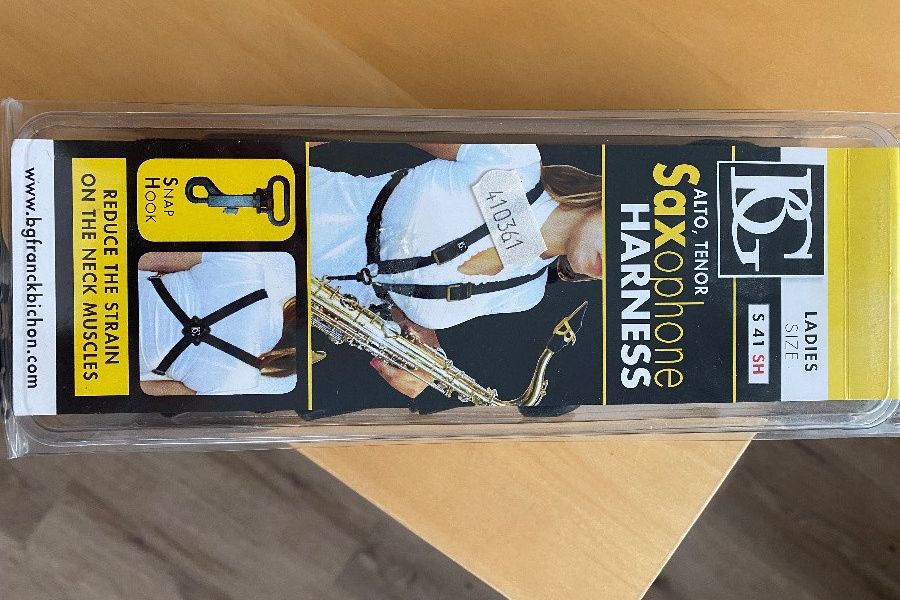 LADIES
SIZE
BG
S 41 SH
ALTO, TENOR
Saxophone
HARNESS
410361
SNAP
HOOK
REDUCE THE STRAIN
ON THE NECK MUSCLES
www.bgfranckbichon.com